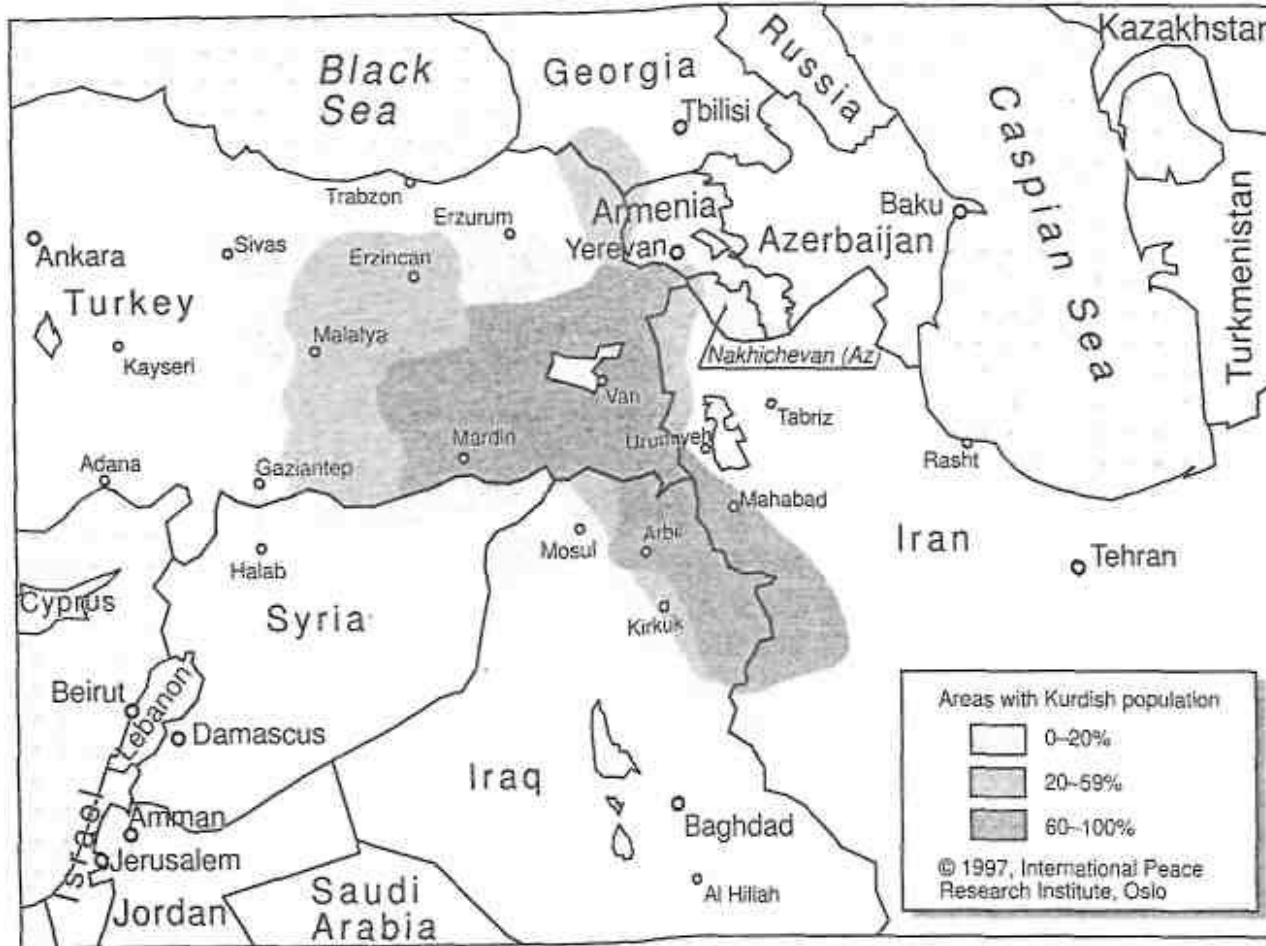 Kazakhstan
Russia
Black
Sea
Georgia
Tbilisi
Caspian Sea
Turkmenistan
Trabzon
Erzurum
Armenia
Baku
Ankara
Sivas
Erzincan
Yerevan
Azerbaijan
Turkey
Malatya
Kayseri
Nakhichevan (Az)
Van
Tabriz
Mardin
Urumiyeh
Rasht
Adana
Gaziantep
Mahabad
Mosul
Arbil
Iran
Tehran
Halab
Cyprus
Syria
Kirkuk
Beirut
Lebanon
Damascus
Iraq
Israel
Amman
Baghdad
Jerusalem
Al Hillah
Jordan
Saudi
Arabia
Areas with Kurdish population
0–20%
20–59%
60–100%
© 1997, International Peace
Research Institute, Oslo